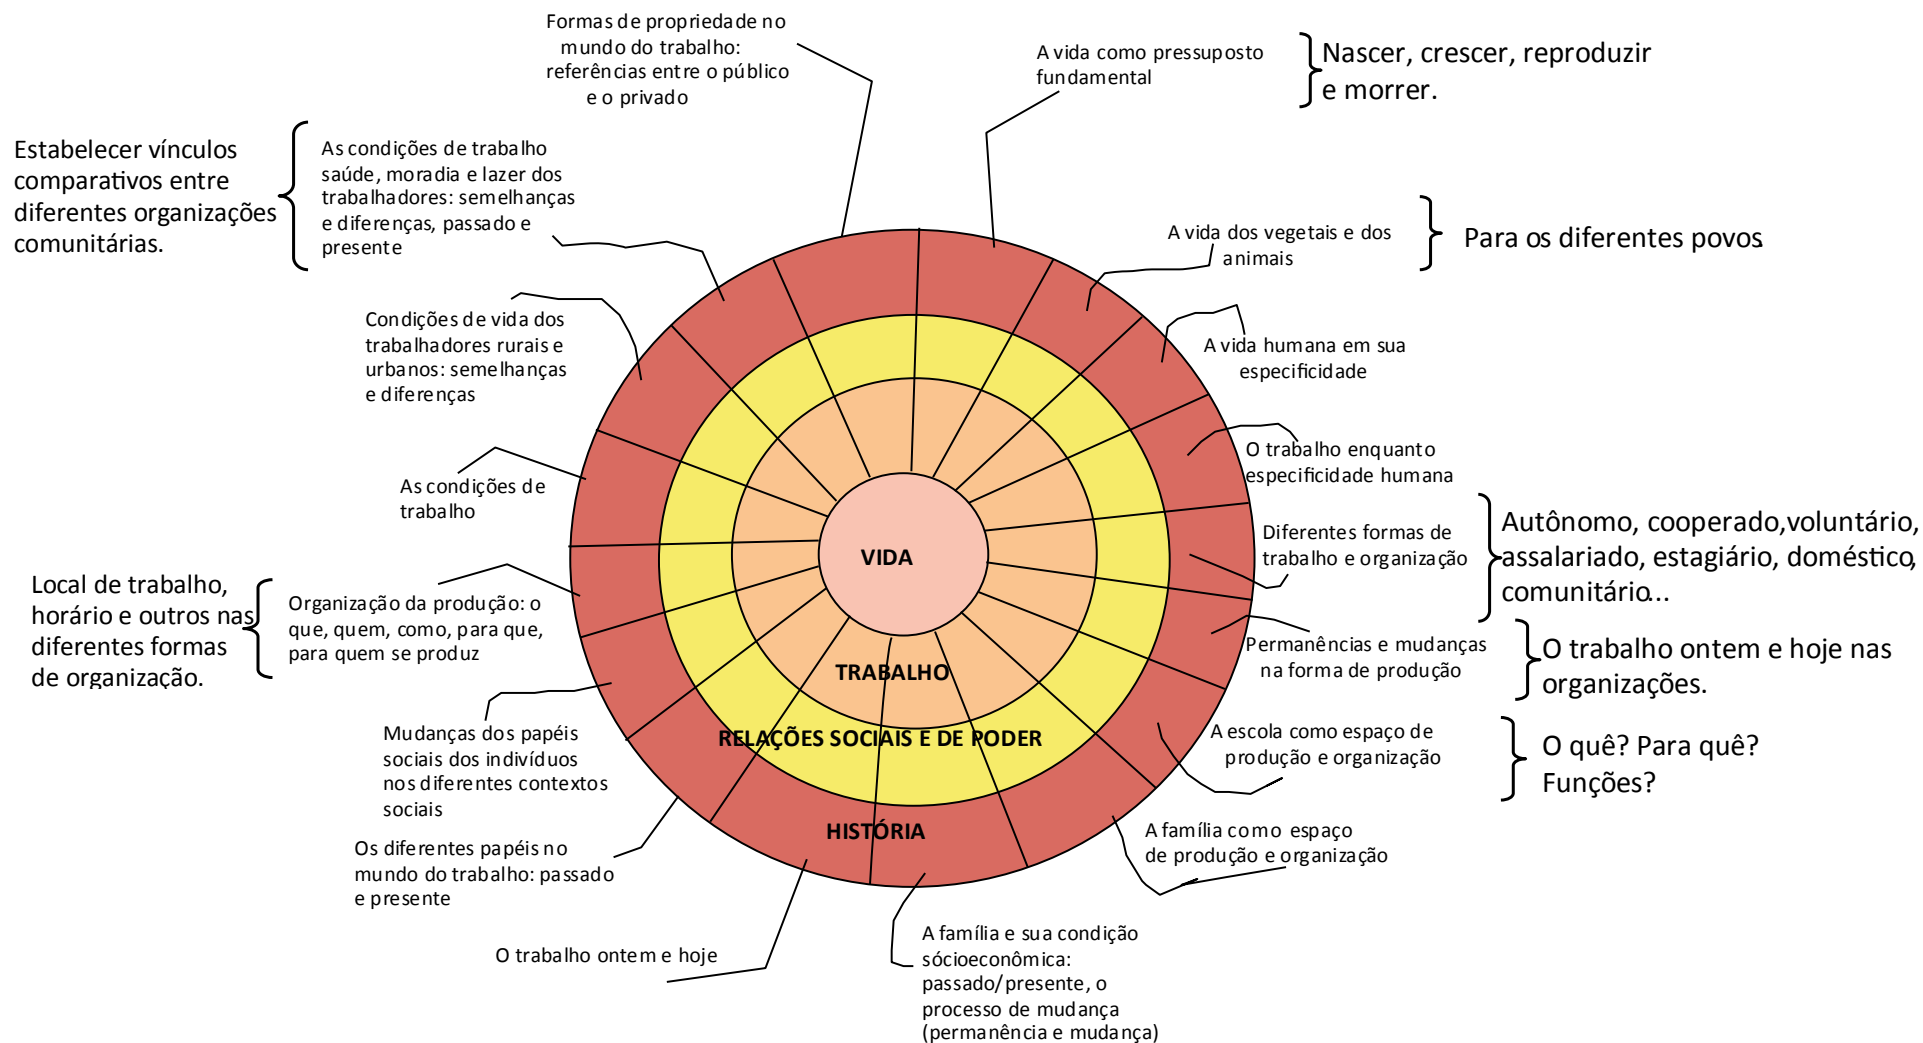 Formas de propriedade no
mundo do trabalho:
referências entre o público
e o privado
A vida como pressuposto
fundamental
Nascer, crescer, reproduzir
e morrer.
Estabelecer vínculos
comparativos entre
diferentes organizações
comunitárias.
As condições de trabalho
saúde, moradia e lazer dos
trabalhadores: semelhanças
e diferenças, passado e
presente
A vida dos vegetais e dos
animais
Para os diferentes povos.
Condições de vida dos
trabalhadores rurais e
urbanos: semelhanças
e diferenças
A vida humana em sua
especificidade
O trabalho enquanto
especificidade humana
As condições de
trabalho
Diferentes formas de
trabalho e organização
Autônomo, cooperado,voluntário,
assalariado, estagiário, doméstico,
comunitário...
VIDA
Local de trabalho,
horário e outros nas
diferentes formas
de organização.
Organização da produção: o
que, quem, como, para que,
para quem se produz
Permanências e mudanças
na forma de produção
O trabalho ontem e hoje nas
organizações.
TRABALHO
Mudanças dos papéis
sociais dos indivíduos
nos diferentes contextos
sociais
RELAÇÕES SOCIAIS E DE PODER
A escola como espaço de
produção e organização
O quê? Para quê?
Funções?
HISTÓRIA
A família como espaço
de produção e organização
Os diferentes papéis no
mundo do trabalho: passado
e presente
O trabalho ontem e hoje
A família e sua condição
sócioeconômica:
passado/presente, o
processo de mudança
(permanência e mudança)